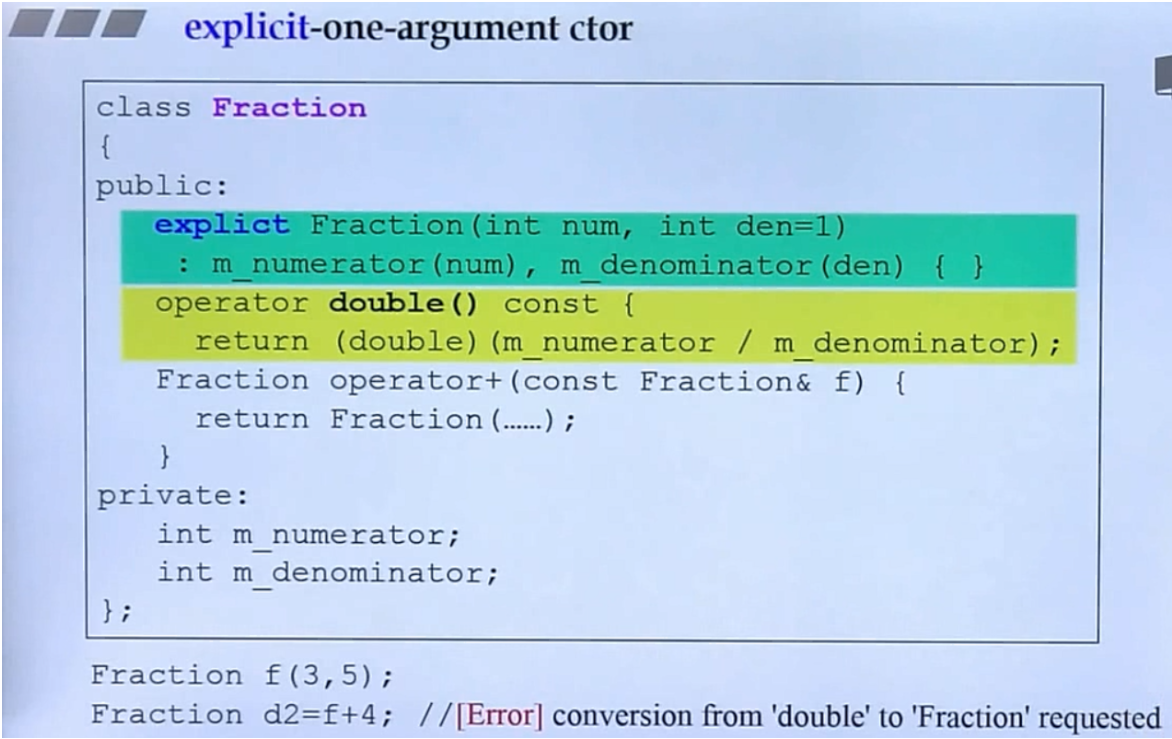 explicit-one-argument ctor
class Fraction
{
public:
explict Fraction(int num, int den=1)
: m_numerator(num), m_denominator(den) { }
operator double() const {
return (double)(m_numerator / m_denominator);
Fraction operator+(const Fraction& f) {
return Fraction(……);
}
private:
int m_numerator;
int m_denominator;
};
Fraction f(3,5);
Fraction d2=f+4; //[Error] conversion from 'double' to 'Fraction' requested